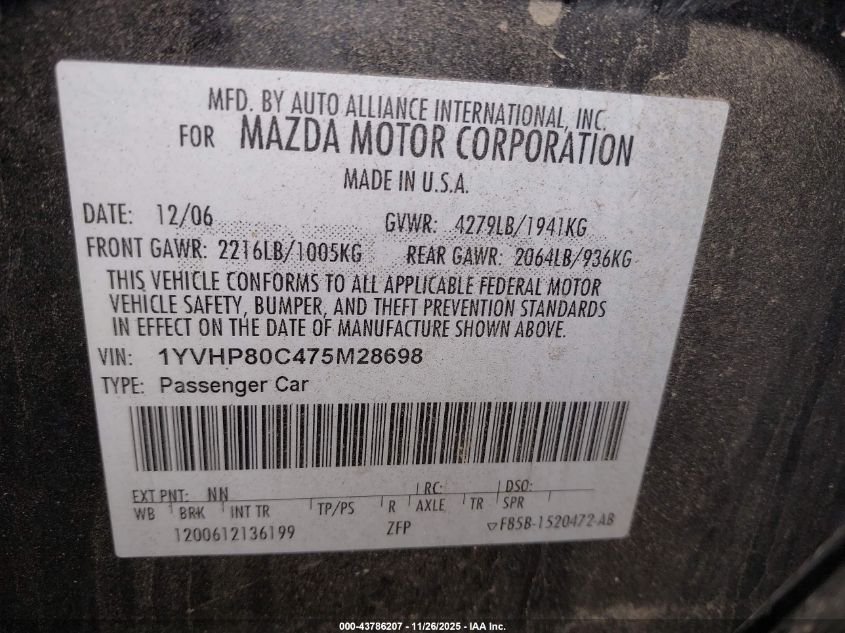 MFD. BY AUTO ALLIANCE INTERNATIONAL, INC.
FOR MAZDA MOTOR CORPORATION
MADE IN U.S.A.
DATE: 12/06 GVWR: 4279LB/1941KG
FRONT GAWR: 2216LB/1005KG REAR GAWR: 2064LB/936KG
THIS VEHICLE CONFORMS TO ALL APPLICABLE FEDERAL MOTOR
VEHICLE SAFETY, BUMPER, AND THEFT PREVENTION STANDARDS
IN EFFECT ON THE DATE OF MANUFACTURE SHOWN ABOVE.
VIN: 1YVHP80C475M28698
TYPE: Passenger Car
EXT PNT: NN RC: DSO:
WB BRK INT TR TP/PS R AXLE TR SPR
1200612136199 ZFP F85B-1520472-AB
000-43786207 - 11/26/2025 - IAA Inc.